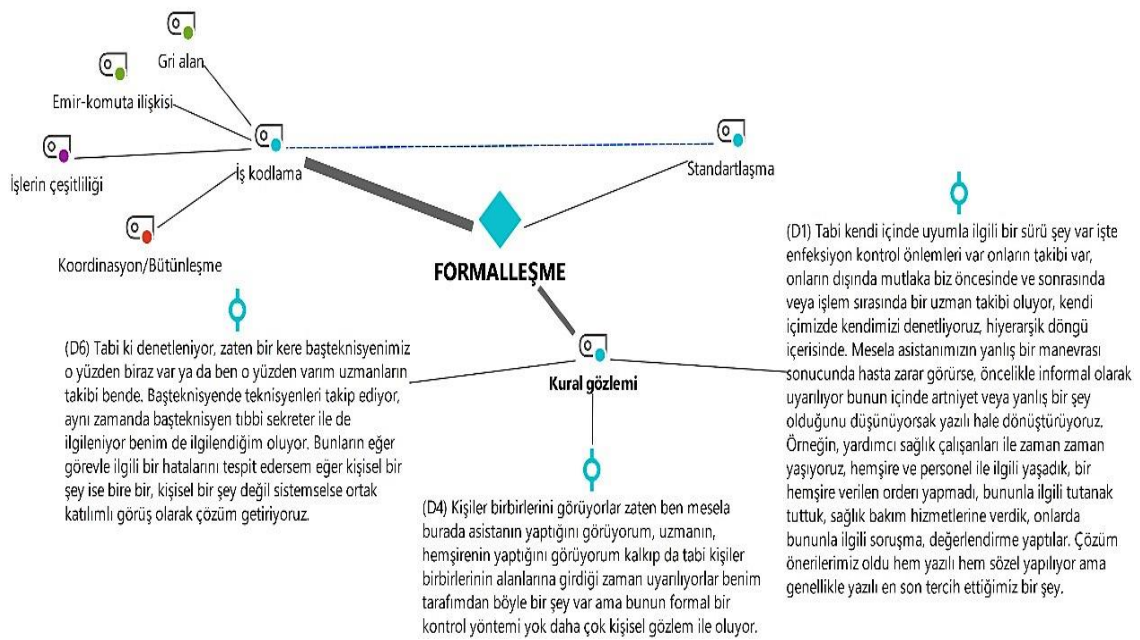 Gri alan
Emir-komuta ilişkisi
İşlerin çeşitliliği
İş kodlama
Koordinasyon/Bütünleşme
Standartlaşma
FORMALLEŞME
Kural gözlemi
(D6) Tabi ki denetleniyor, zaten bir kere başteknisyenimiz
o yüzden biraz var ya da ben o yüzden varım uzmanların
takibi bende. Başteknisyende teknisyenleri takip ediyor,
aynı zamanda başteknisyen tıbbi sekreter ile de
ilgileniyor benim de ilgilendiğim oluyor. Bunların eğer
görevle ilgili bir hatalarını tespit edersem eğer kişisel bir
şey ise bire bir, kişisel bir şey değil sistemselse ortak
katılımlı görüş olarak çözüm getiriyoruz.
(D4) Kişiler birbirlerini görüyorlar zaten ben mesela
burada asistanın yaptığını görüyorum, uzmanın,
hemşirenin yaptığını görüyorum kalkıp da tabi kişiler
birbirlerinin alanlarına girdiği zaman uyarılıyorlar benim
tarafımdan böyle bir şey var ama bunun formal bir
kontrol yöntemi yok daha çok kişisel gözlem ile oluyor.
(D1) Tabi kendi içinde uyumla ilgili bir sürü şey var işte
enfeksiyon kontrol önlemleri var onların takibi var,
onların dışında mutlaka biz öncesinde ve sonrasında
veya işlem sırasında bir uzman takibi oluyor, kendi
içimizde kendimizi denetliyoruz, hiyerarşik döngü
içerisinde. Mesela asistanımızın yanlış bir manevrası
sonucunda hasta zarar görürse, öncelikle informal olarak
uyarılıyor bunun içinde artniyet veya yanlış bir şey
olduğunu düşünüyorsak yazılı hale dönüştürüyoruz.
Örneğin, yardımcı sağlık çalışanları ile zaman zaman
yaşıyoruz, hemşire ve personel ile ilgili yaşadık, bir
hemşire verilen orderı yapmadı, bununla ilgili tutanak
tuttuk, sağlık bakım hizmetlerine verdik, onlarda
bununla ilgili soruşma, değerlendirme yaptılar. Çözüm
önerilerimiz oldu hem yazılı hem sözel yapılıyor ama
genellikle yazılı en son tercih ettiğimiz bir şey.